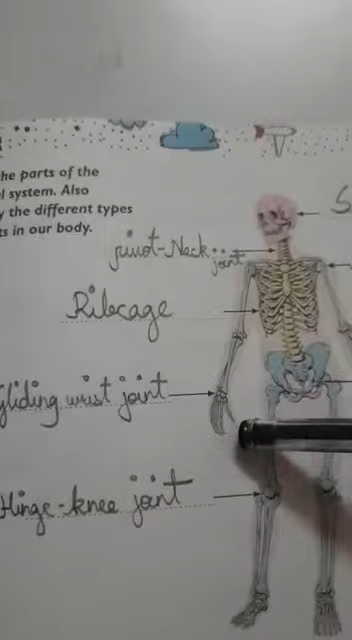 he parts of the
l system. Also
y the different types
ts in our body.
S
pivot-Neck joint
Ribcage
gliding wrist joint
Hinge-knee joint